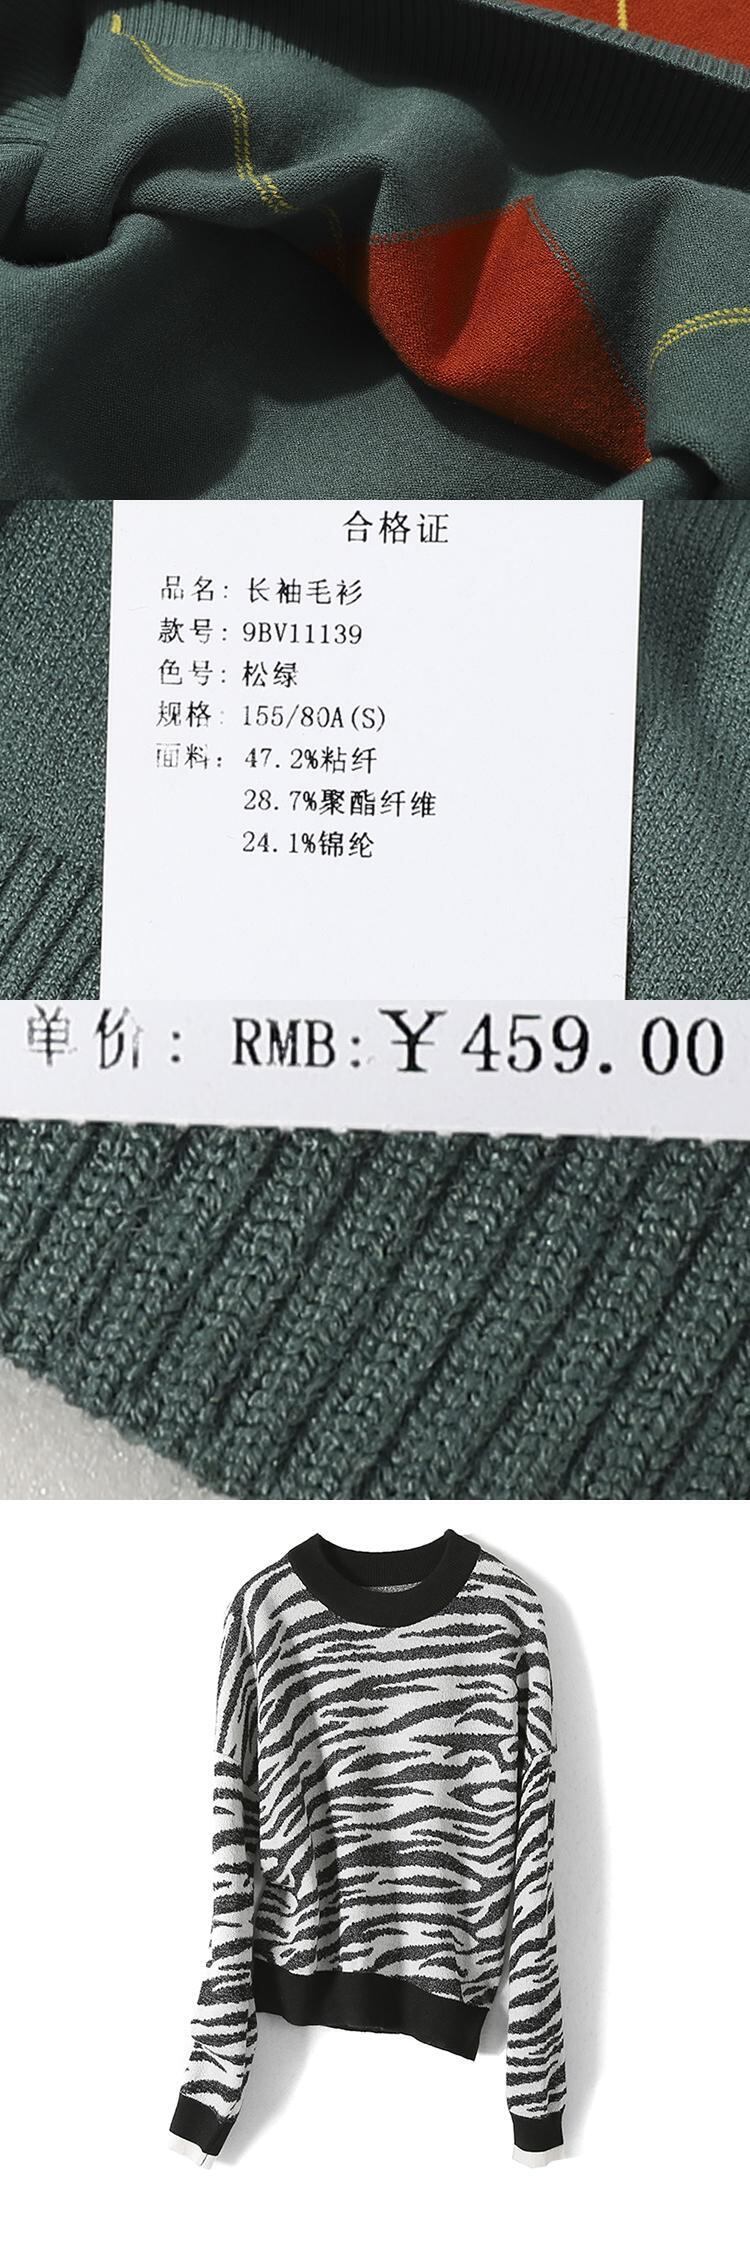 合格证
品名: 长袖毛衫
款号: 9BV11139
色号: 松绿
规格: 155/80A(S)
面料: 47.2%粘纤
28.7%聚酯纤维
24.1%锦纶
单价: RMB:¥459.00